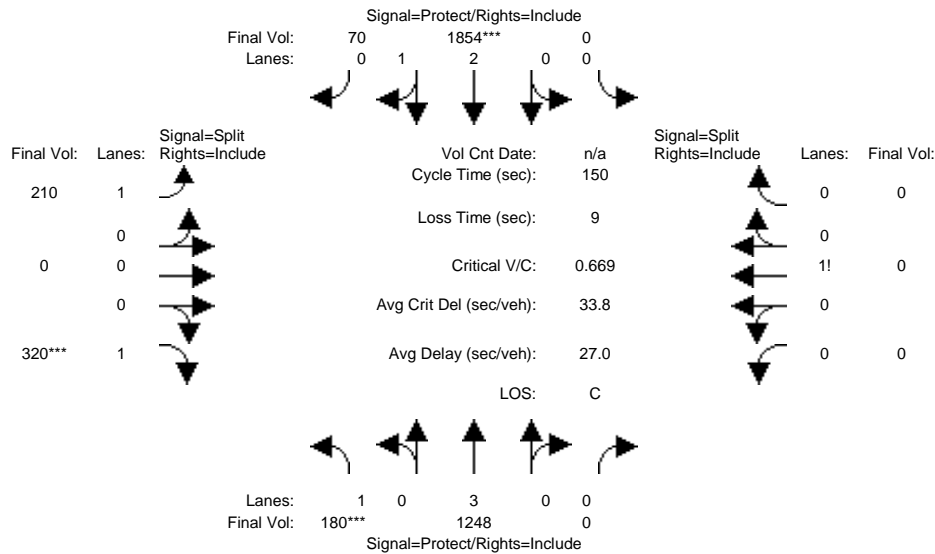 Signal=Protect/Rights=Include
Final Vol: 70 1854*** 0
Lanes: 0 1 2 0 0
Signal=Split Signal=Split
Final Vol: Lanes: Rights=Include Vol Cnt Date: n/a Rights=Include Lanes: Final Vol:
Cycle Time (sec): 150
210 1 0 0
Loss Time (sec): 9
0 0
0 0 Critical V/C: 0.669 1! 0
0 Avg Crit Del (sec/veh): 33.8 0
320*** 1 Avg Delay (sec/veh): 27.0 0 0
LOS: C
Lanes: 1 0 3 0 0
Final Vol: 180*** 1248 0
Signal=Protect/Rights=Include